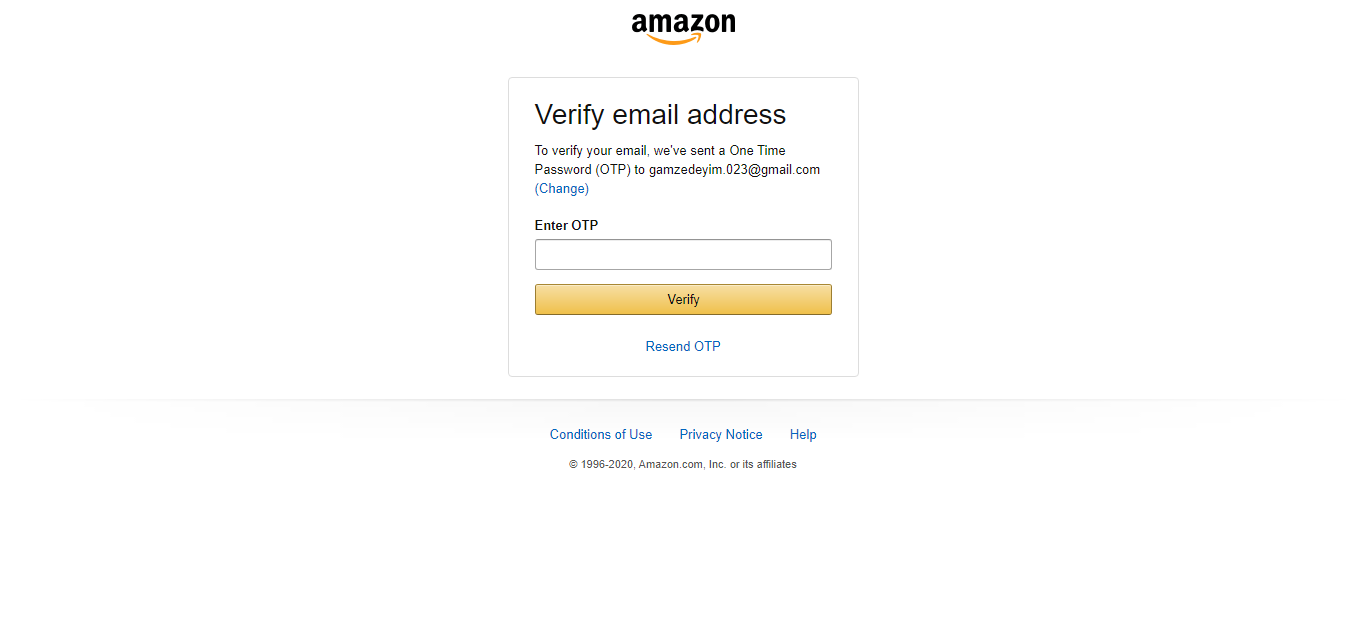 amazon
Verify email address
To verify your email, we've sent a One Time
Password (OTP) to gamzedeyim.023@gmail.com
(Change)
Enter OTP
Verify
Resend OTP
Conditions of Use Privacy Notice Help
© 1996-2020, Amazon.com, Inc. or its affiliates